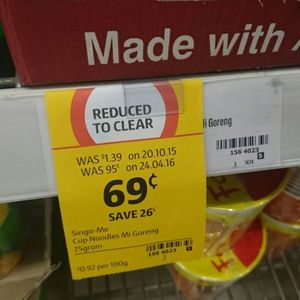 Made with
REDUCED
TO CLEAR
WAS $1.39 on 20.10.15
WAS 95¢ on 24.04.16
69¢
SAVE 26¢
Singa-Me
Cup Noodles Mi Goreng
75gram
$0.92 per 100g
156 4023
Mi Goreng
156 4023
S